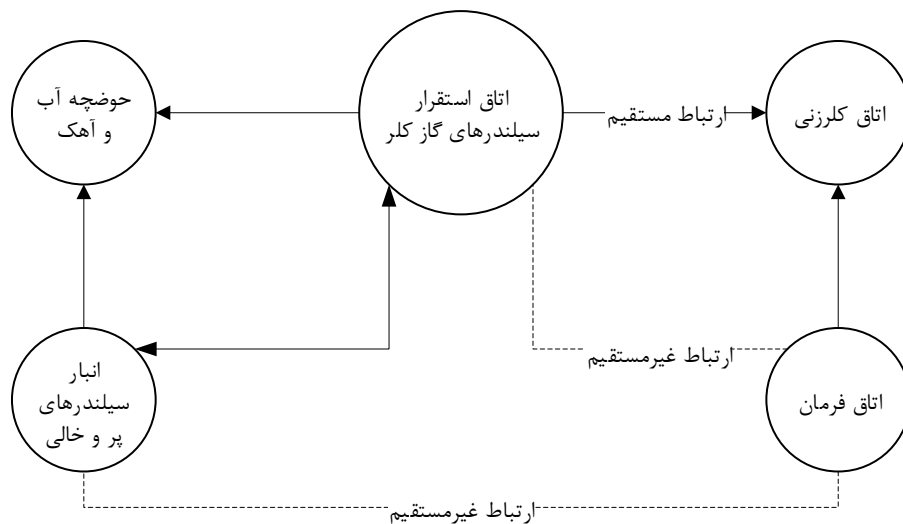 اتاق کلرزنی
ارتباط مستقیم
اتاق استقرار
سیلندرهای گاز کلر
حوضچه آب
و آهک
اتاق فرمان
ارتباط غیرمستقیم
انبار
سیلندرهای
پر و خالی
ارتباط غیرمستقیم